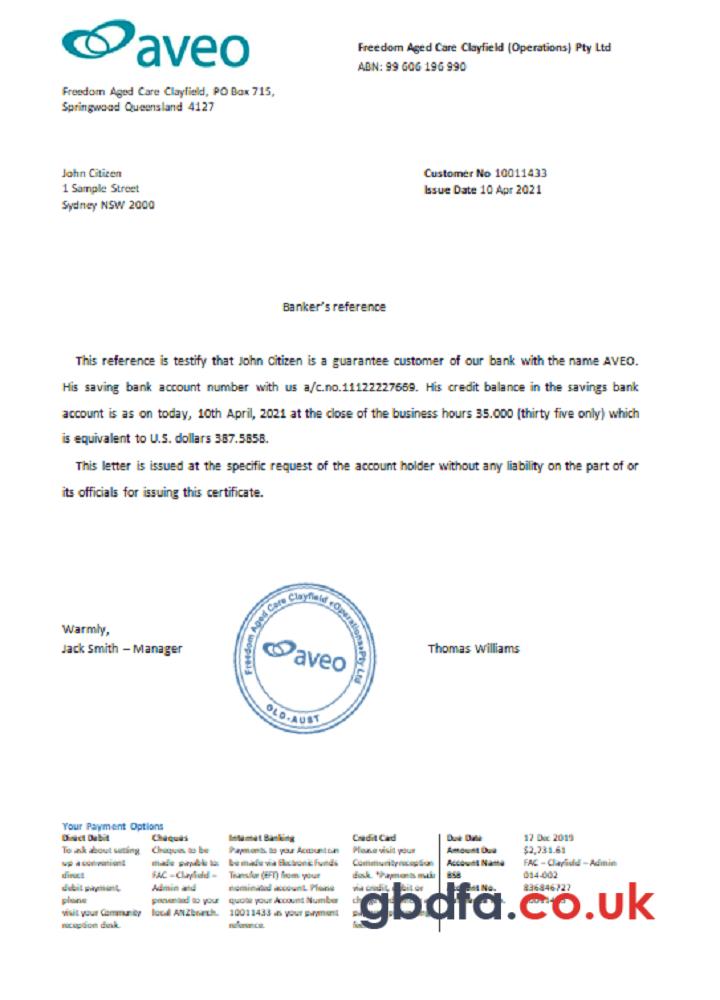 aveo
Freedom Aged Care Clayfield (Operations) Pty Ltd
ABN: 99 606 196 990
Freedom Aged Care Clayfield, PO Box 715,
Springwood Queensland 4127
John Citizen
1 Sample Street
Sydney NSW 2000
Customer No 10011433
Issue Date 10 Apr 2021
Banker's reference
This reference is testify that John Citizen is a guarantee customer of our bank with the name AVEO.
His saving bank account number with us a/c.no.11122227669. His credit balance in the savings bank
account is as on today, 10th April, 2021 at the close of the business hours 35.000 (thirty five only) which
is equivalent to U.S. dollars 387.5858.
This letter is issued at the specific request of the account holder without any liability on the part of or
its officials for issuing this certificate.
Warmly,
Jack Smith – Manager
Freedom Aged Care Clayfield «Operations» Pty Ltd
aveo
QLD-AUST
Thomas Williams
Your Payment Options
Direct Debit
To ask about setting
up a convenient
direct
debit payment,
please
visit your Community
reception desk.
Cheques
Cheques to be
made payable to:
FAC – Clayfield –
Admin and
presented to your
local ANZ branch.
Internet Banking
Payments to your Account can
be made via Electronic Funds
Transfer (EFT) from your
nominated account. Please
quote your Account Number
10011433 as your payment
reference.
Credit Card
Please visit your
Community reception
desk. *Payments made
via credit, debit or
Due Date 17 Dec 2019
Amount Due $2,731.61
Account Name FAC – Clayfield – Admin
BSB 014-002
No. 836846727
gbdfa.co.uk